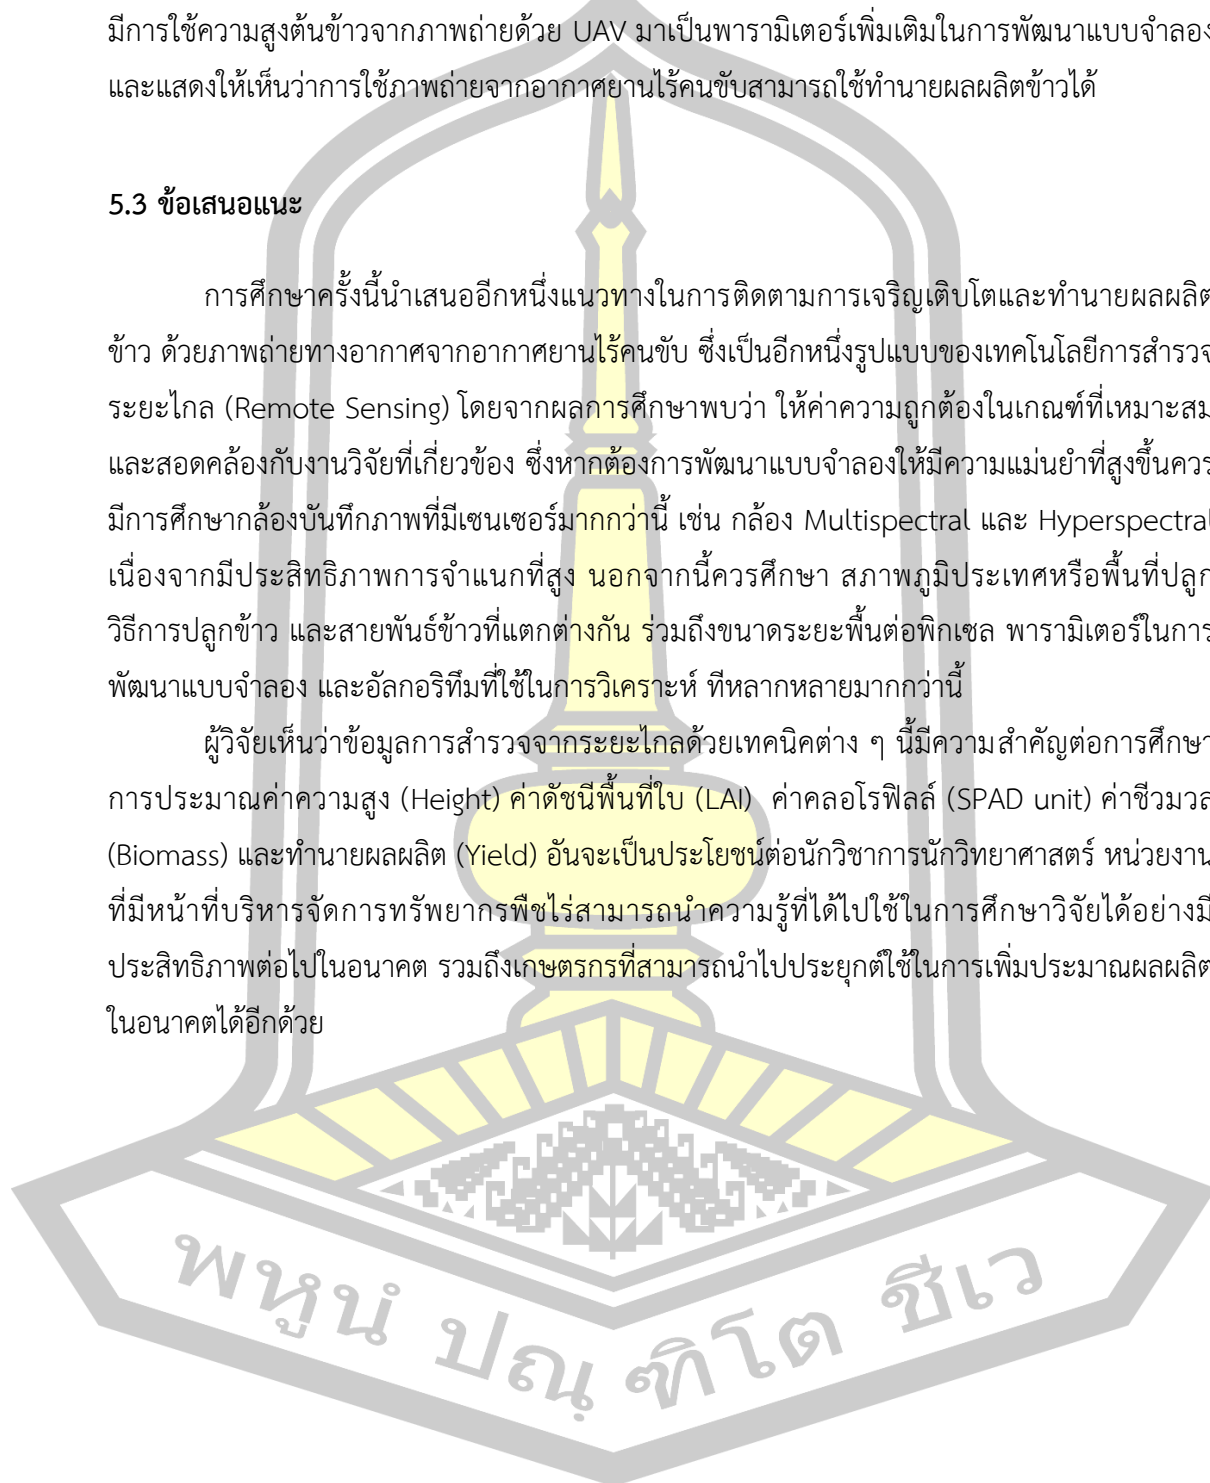 มีการใช้ความสูงต้นข้าวจากภาพถ่ายด้วย UAV มาเป็นพารามิเตอร์เพิ่มเติมในการพัฒนาแบบจำลอง
และแสดงให้เห็นว่าการใช้ภาพถ่ายจากอากาศยานไร้คนขับสามารถใช้ทำนายผลผลิตข้าวได้
5.3 ข้อเสนอแนะ
การศึกษาครั้งนี้นำเสนออีกหนึ่งแนวทางในการติดตามการเจริญเติบโตและทำนายผลผลิต
ข้าว ด้วยภาพถ่ายทางอากาศจากอากาศยานไร้คนขับ ซึ่งเป็นอีกหนึ่งรูปแบบของเทคโนโลยีการสำรวจ
ระยะไกล (Remote Sensing) โดยจากผลการศึกษาพบว่า ให้ค่าความถูกต้องในเกณฑ์ที่เหมาะสม
และสอดคล้องกับงานวิจัยที่เกี่ยวข้อง ซึ่งหากต้องการพัฒนาแบบจำลองให้มีความแม่นยำที่สูงขึ้นควร
มีการศึกษากล้องบันทึกภาพที่มีเซนเซอร์มากกว่านี้ เช่น กล้อง Multispectral และ Hyperspectral
เนื่องจากมีประสิทธิภาพการจำแนกที่สูง นอกจากนี้ควรศึกษา สภาพภูมิประเทศหรือพื้นที่ปลูก
วิธีการปลูกข้าว และสายพันธ์ข้าวที่แตกต่างกัน ร่วมถึงขนาดระยะพื้นต่อพิกเซล พารามิเตอร์ในการ
พัฒนาแบบจำลอง และอัลกอริทึมที่ใช้ในการวิเคราะห์ ทีหลากหลายมากกว่านี้
ผู้วิจัยเห็นว่าข้อมูลการสำรวจจากระยะไกลด้วยเทคนิคต่าง ๆ นี้มีความสำคัญต่อการศึกษา
การประมาณค่าความสูง (Height) ค่าดัชนีพื้นที่ใบ (LAI) ค่าคลอโรฟิลล์ (SPAD unit) ค่าชีวมวล
(Biomass) และทำนายผลผลิต (Yield) อันจะเป็นประโยชน์ต่อนักวิชาการนักวิทยาศาสตร์ หน่วยงาน
ที่มีหน้าที่บริหารจัดการทรัพยากรพืชไร่สามารถนำความรู้ที่ได้ไปใช้ในการศึกษาวิจัยได้อย่างมี
ประสิทธิภาพต่อไปในอนาคต รวมถึงเกษตรกรที่สามารถนำไปประยุกต์ใช้ในการเพิ่มประมาณผลผลิต
ในอนาคตได้อีกด้วย
พหูนํ ปณฺฑิโต ชีเว